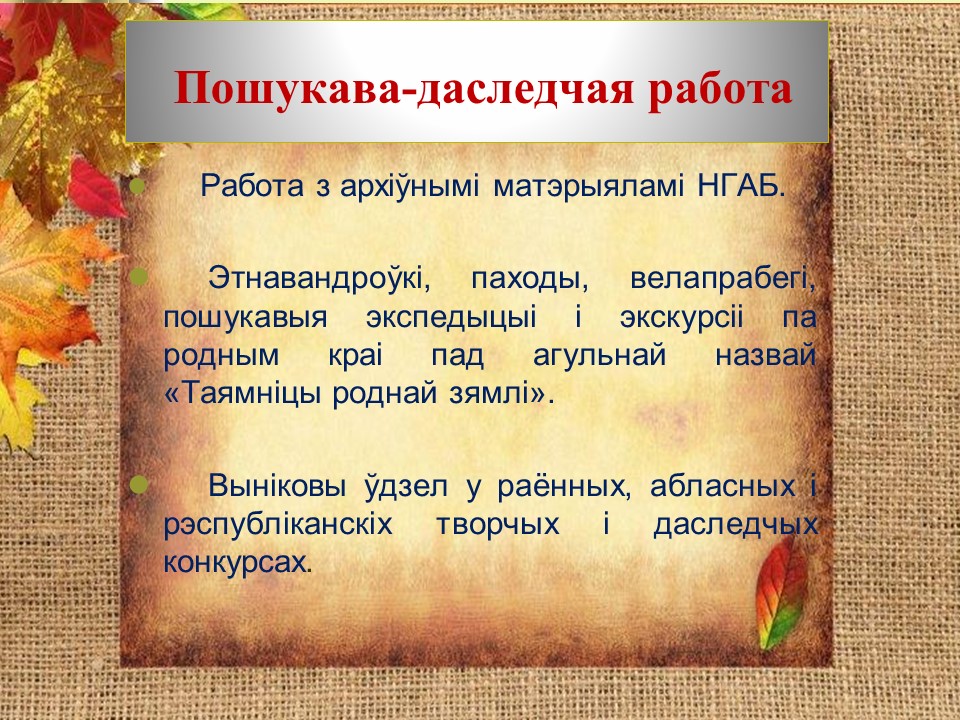 Пошукава-даследчая работа
Работа з архіўнымі матэрыяламі НГАБ.
Этнавандроўкі, паходы, велапрабегі,
пошукавыя экспедыцыі і экскурсіі па
родным краі пад агульнай назвай
«Таямніцы роднай зямлі».
Выніковы ўдзел у раённых, абласных і
рэспубліканскіх творчых і даследчых
конкурсах.